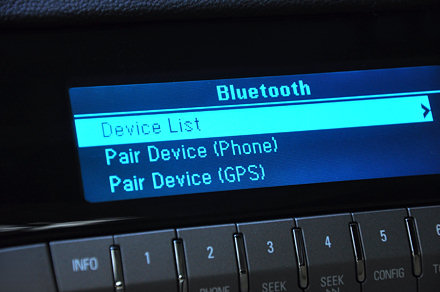 Bluetooth
Device List
Pair Device (Phone)
Pair Device (GPS)
INFO 1 2 3 4 5 6
PHONE SEEK SEEK CONFIG